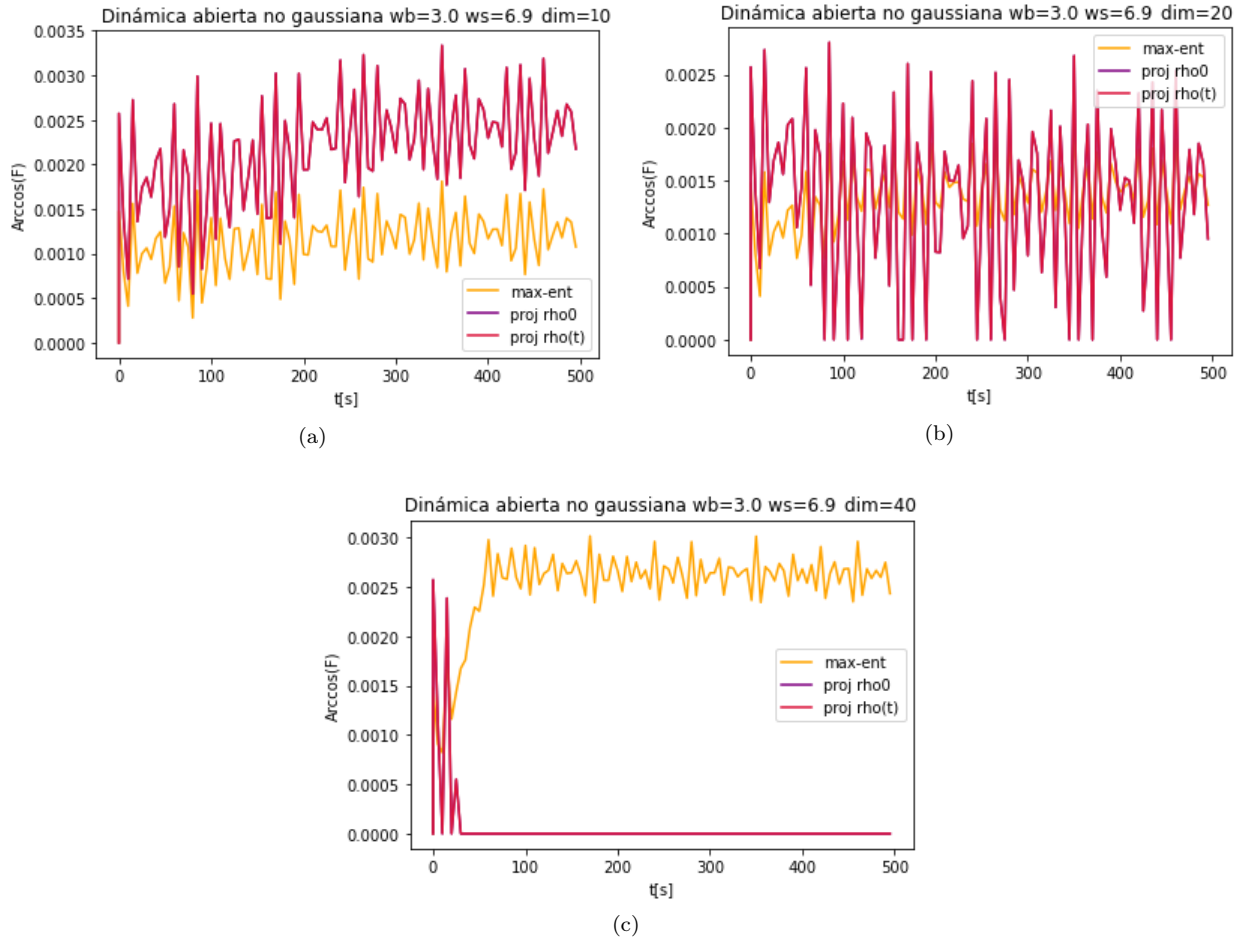 Dinámica abierta no gaussiana wb=3.0 ws=6.9 dim=10
Arccos(F)
0.0035
0.0030
0.0025
0.0020
0.0015
0.0010
0.0005
0.0000
max-ent
proj rho0
proj rho(t)
0 100 200 300 400 500
t[s]
(a)
Dinámica abierta no gaussiana wb=3.0 ws=6.9 dim=20
Arccos(F)
0.0025
0.0020
0.0015
0.0010
0.0005
0.0000
max-ent
proj rho0
proj rho(t)
0 100 200 300 400 500
t[s]
(b)
Dinámica abierta no gaussiana wb=3.0 ws=6.9 dim=40
Arccos(F)
0.0030
0.0025
0.0020
0.0015
0.0010
0.0005
0.0000
max-ent
proj rho0
proj rho(t)
0 100 200 300 400 500
t[s]
(c)